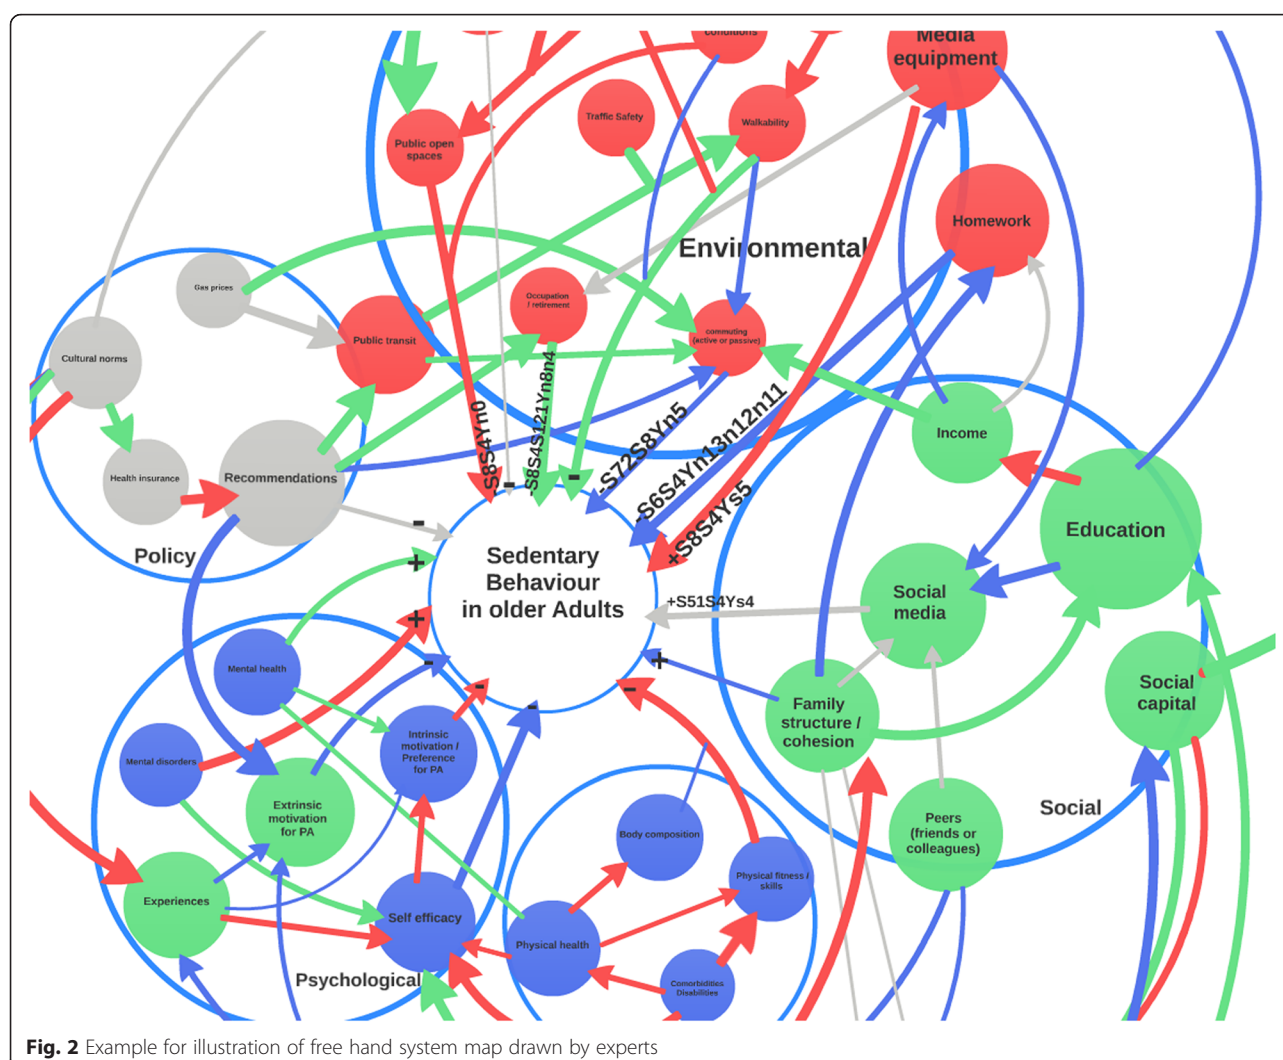 conditions
Media
equipment
Traffic Safety
Walkability
Public open
spaces
Homework
Environmental
Gas prices
Occupation
/ retirement
Public transit
commuting
(active or passive)
Cultural norms
Income
Health insurance
Recommendations
Policy
Education
S8S4Yn0
-
-S8S4S121Yn8n4
-
-S72S8Yn5
-S6S4Yn13n12n11
+S8S4Ys5
-
+
+
Sedentary
Behaviour
in older Adults
+S51S4Ys4
Social
media
Mental health
-
-
-
-
+
Family
structure /
cohesion
Social
capital
Intrinsic
motivation /
Preference
for PA
Mental disorders
Extrinsic
motivation
for PA
Social
Peers
(friends or
colleagues)
Body composition
Physical fitness /
skills
Experiences
Self efficacy
Physical health
Psychological
Comorbidities
Disabilities
Fig. 2 Example for illustration of free hand system map drawn by experts